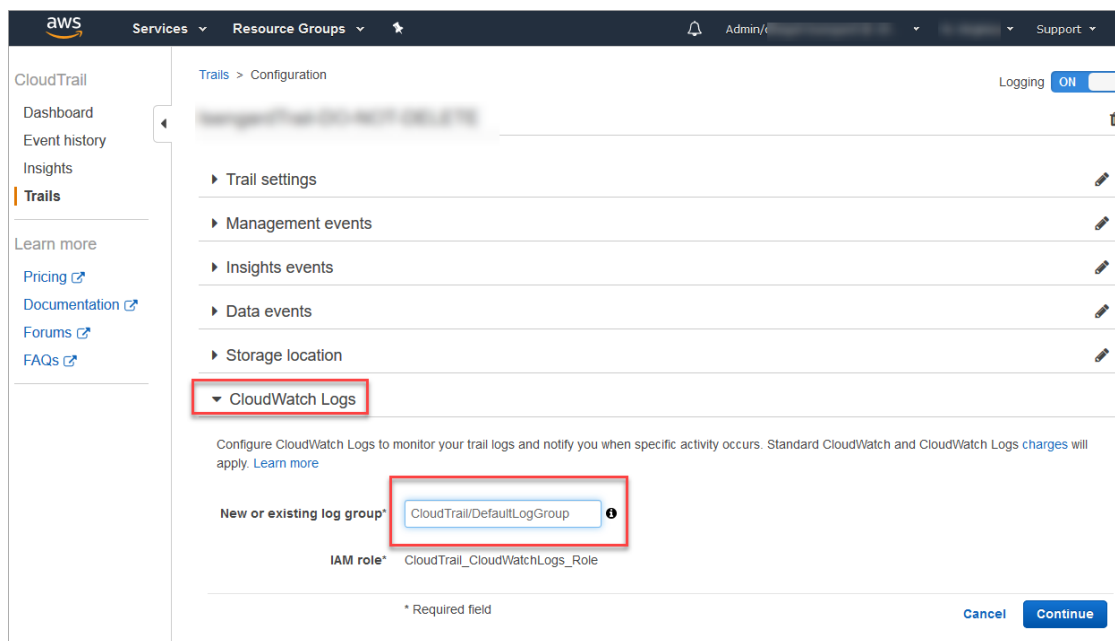 aws
Services
Resource Groups
Admin/
Support
CloudTrail
Dashboard
Event history
Insights
Trails
Learn more
Pricing
Documentation
Forums
FAQs
Trails > Configuration
Logging ON
Trail settings
Management events
Insights events
Data events
Storage location
CloudWatch Logs
Configure CloudWatch Logs to monitor your trail logs and notify you when specific activity occurs. Standard CloudWatch and CloudWatch Logs charges will
apply. Learn more
New or existing log group* CloudTrail/DefaultLogGroup
IAM role* CloudTrail_CloudWatchLogs_Role
* Required field
Cancel
Continue